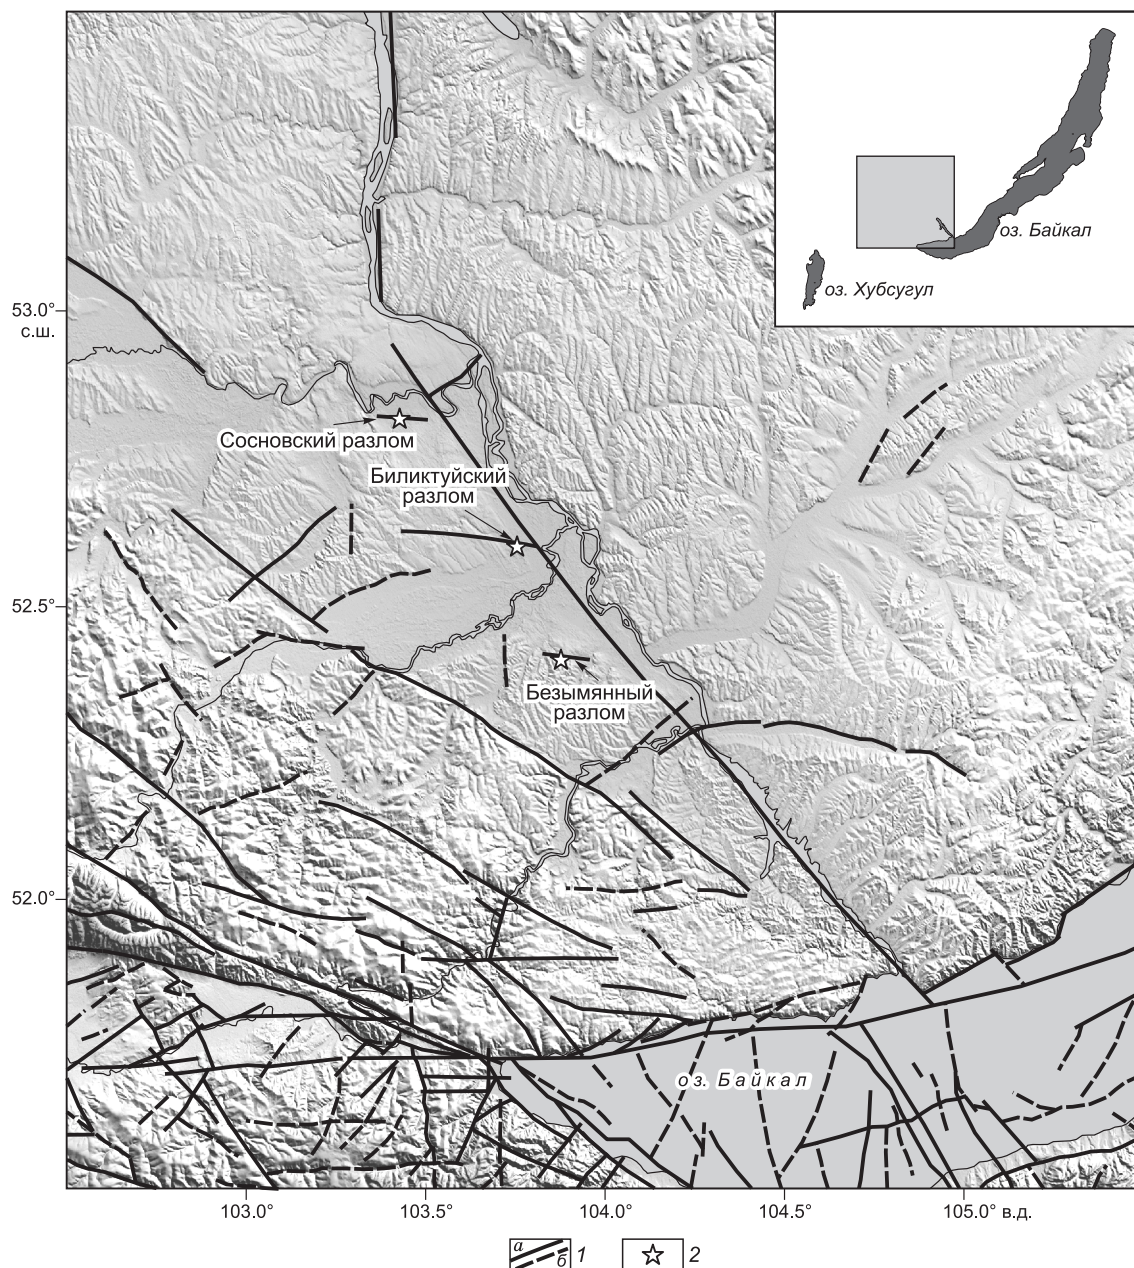 оз. Байкал
оз. Хубсугул
53.0°
с.ш.
Сосновский разлом
Биликтуйский
разлом
52.5°
Безымянный
разлом
52.0°
оз. Байкал
103.0°
103.5°
104.0°
104.5°
105.0° в.д.
а
б
1
2